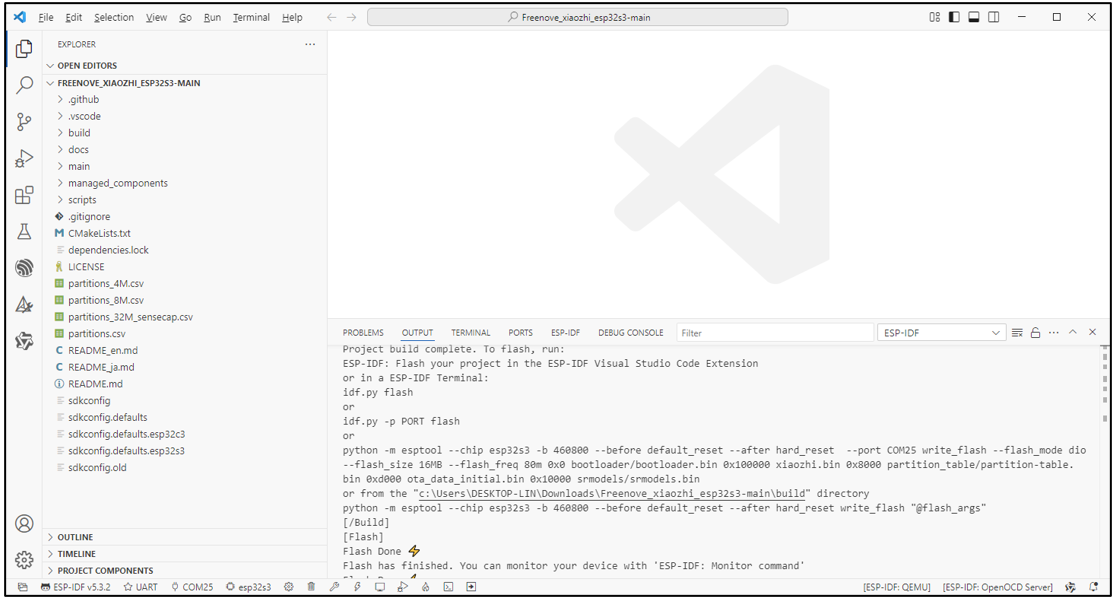 File Edit Selection View Go Run Terminal Help
Freenove_xiaozhi_esp32s3-main
EXPLORER
OPEN EDITORS
FREENOVE_XIAOZHI_ESP32S3-MAIN
.github
.vscode
build
docs
main
managed_components
scripts
.gitignore
CMakeLists.txt
dependencies.lock
LICENSE
partitions_4M.csv
partitions_8M.csv
partitions_32M_sensecap.csv
partitions.csv
README_en.md
README_ja.md
README.md
sdkconfig
sdkconfig.defaults
sdkconfig.defaults.esp32c3
sdkconfig.defaults.esp32s3
sdkconfig.old
OUTLINE
TIMELINE
PROJECT COMPONENTS
PROBLEMS OUTPUT TERMINAL PORTS ESP-IDF DEBUG CONSOLE Filter ESP-IDF
Project build complete. To flash, run:
ESP-IDF: Flash your project in the ESP-IDF Visual Studio Code Extension
or in a ESP-IDF Terminal:
idf.py flash
or
idf.py -p PORT flash
or
python -m esptool --chip esp32s3 -b 460800 --before default_reset --after hard_reset  --port COM25 write_flash --flash_mode dio
--flash_size 16MB --flash_freq 80m 0x0 bootloader/bootloader.bin 0x100000 xiaozhi.bin 0x8000 partition_table/partition-table.
bin 0xd000 ota_data_initial.bin 0x10000 srmodels/srmodels.bin
or from the "c:\Users\DESKTOP-LIN\Downloads\Freenove_xiaozhi_esp32s3-main\build" directory
python -m esptool --chip esp32s3 -b 460800 --before default_reset --after hard_reset write_flash "@flash_args"
[/Build]
[Flash]
Flash Done ⚡
Flash has finished. You can monitor your device with 'ESP-IDF: Monitor command'
Flash Done ⚡
ESP-IDF v5.3.2 UART COM25 esp32s3 [ESP-IDF: QEMU] [ESP-IDF: OpenOCD Server]